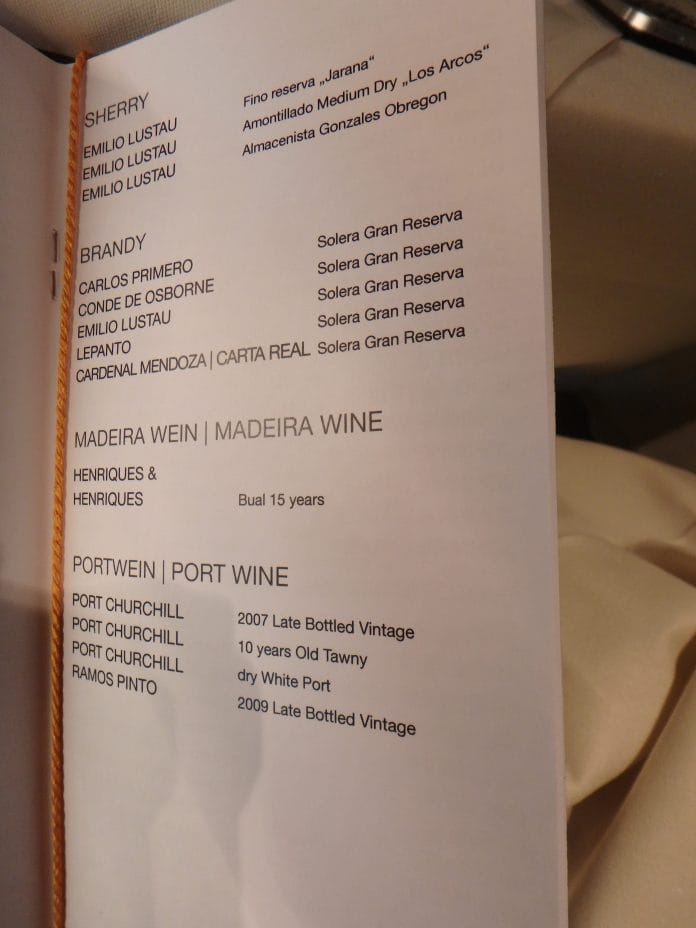 SHERRY
EMILIO LUSTAU Fino reserva „Jarana“
EMILIO LUSTAU Amontillado Medium Dry „Los Arcos“
EMILIO LUSTAU Almacenista Gonzales Obregon
BRANDY
CARLOS PRIMERO Solera Gran Reserva
CONDE DE OSBORNE Solera Gran Reserva
EMILIO LUSTAU Solera Gran Reserva
LEPANTO Solera Gran Reserva
CARDENAL MENDOZA | CARTA REAL Solera Gran Reserva
MADEIRA WEIN | MADEIRA WINE
HENRIQUES &
HENRIQUES Bual 15 years
PORTWEIN | PORT WINE
PORT CHURCHILL 2007 Late Bottled Vintage
PORT CHURCHILL 10 years Old Tawny
PORT CHURCHILL dry White Port
RAMOS PINTO 2009 Late Bottled Vintage